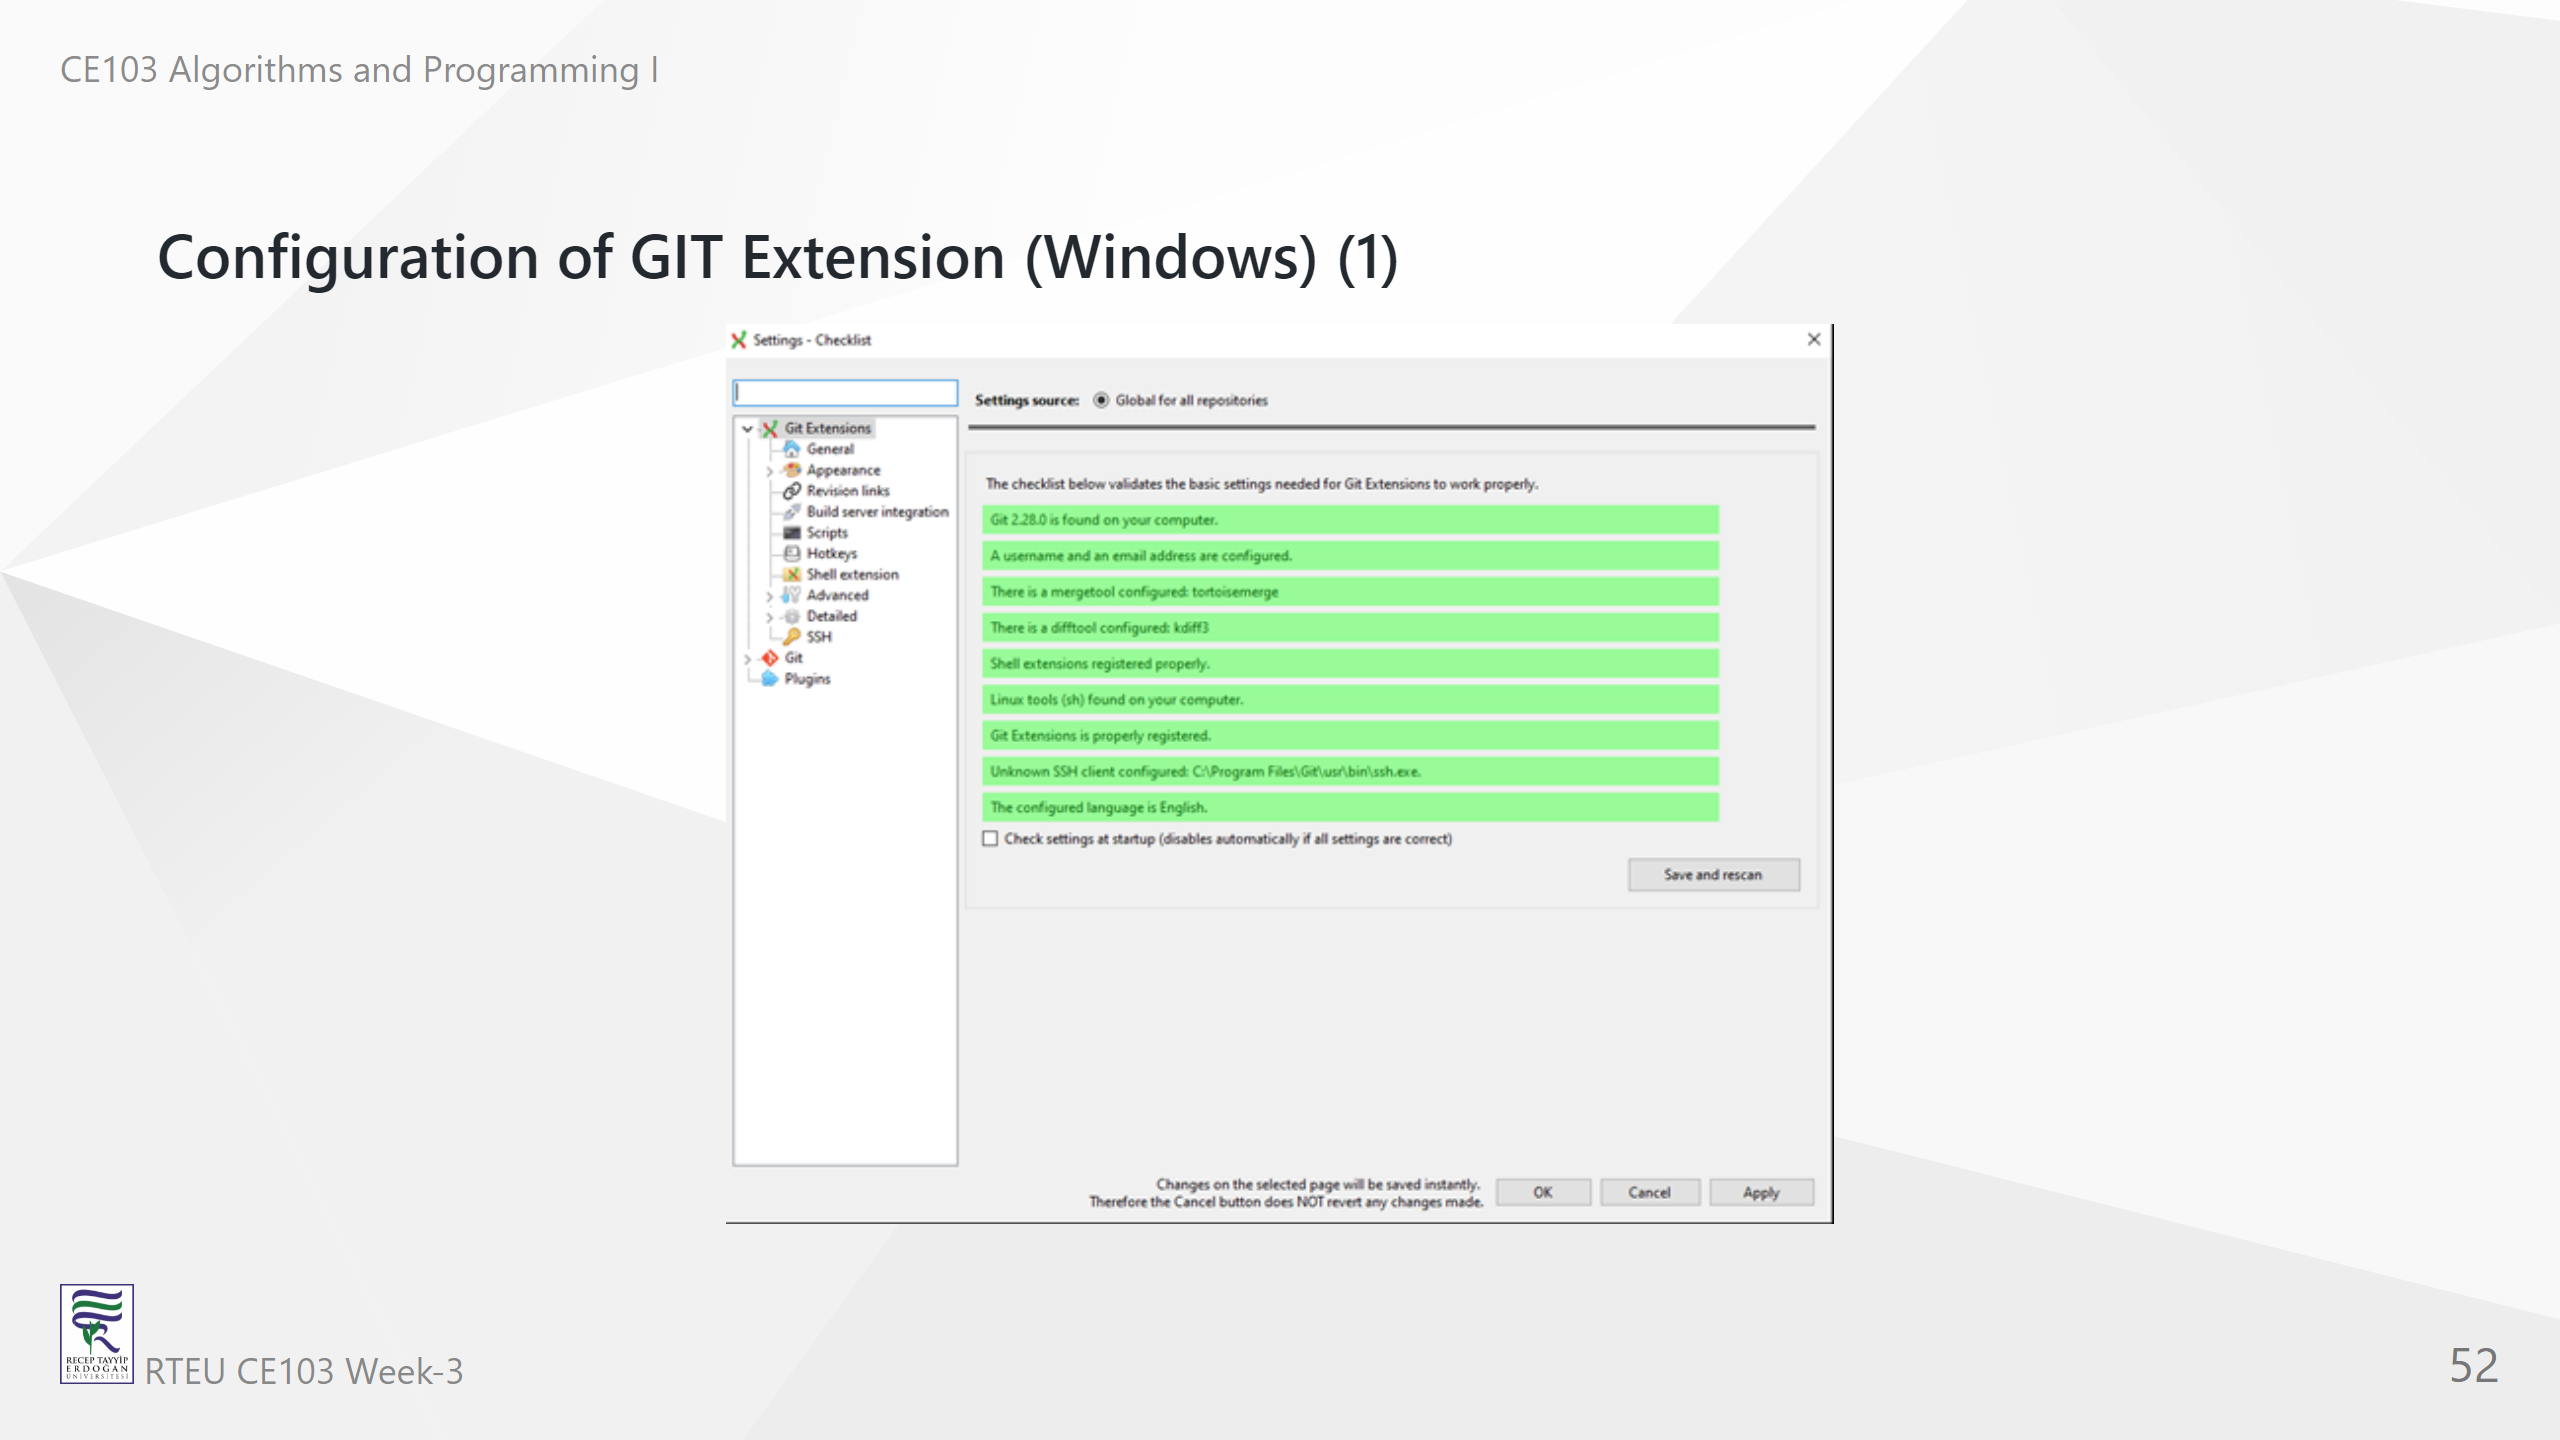 CE103 Algorithms and Programming I
Configuration of GIT Extension (Windows) (1)
Settings - Checklist
Settings source: Global for all repositories
Git Extensions
General
Appearance
Revision links
Build server integration
Scripts
Hotkeys
Shell extension
Advanced
Detailed
SSH
Git
Plugins
The checklist below validates the basic settings needed for Git Extensions to work properly.
Git 2.28.0 is found on your computer.
A username and an email address are configured.
There is a mergetool configured: tortoisemerge
There is a difftool configured: kdiff3
Shell extensions registered properly.
Linux tools (sh) found on your computer.
Git Extensions is properly registered.
Unknown SSH client configured: C:\Program Files\Git\usr\bin\ssh.exe.
The configured language is English.
Check settings at startup (disables automatically if all settings are correct)
Save and rescan
Changes on the selected page will be saved instantly.
Therefore the Cancel button does NOT revert any changes made.
OK Cancel Apply
RECEP TAYYİP
ERDOĞAN
ÜNİVERSİTESİ
RTEU CE103 Week-3
52